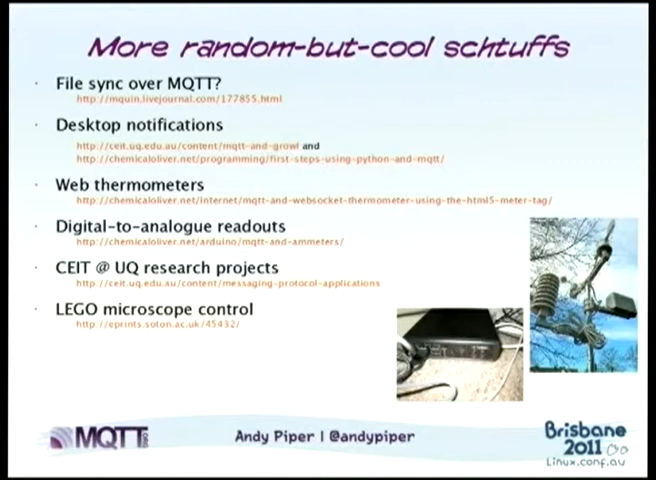 More random-but-cool schtuffs
· File sync over MQTT?
http://mquin.livejournal.com/177855.html
· Desktop notifications
http://ceit.uq.edu.au/content/mqtt-and-growl and
http://chemicaloliver.net/programming/first-steps-using-python-and-mqtt/
· Web thermometers
http://chemicaloliver.net/internet/mqtt-and-websocket-thermometer-using-the-html5-meter-tag/
· Digital-to-analogue readouts
http://chemicaloliver.net/arduino/mqtt-and-ammeters/
· CEIT @ UQ research projects
http://ceit.uq.edu.au/content/messaging-protocol-applications
· LEGO microscope control
http://eprints.soton.ac.uk/45432/
MQTT
Andy Piper | @andypiper
Brisbane
2011
Linux.conf.au